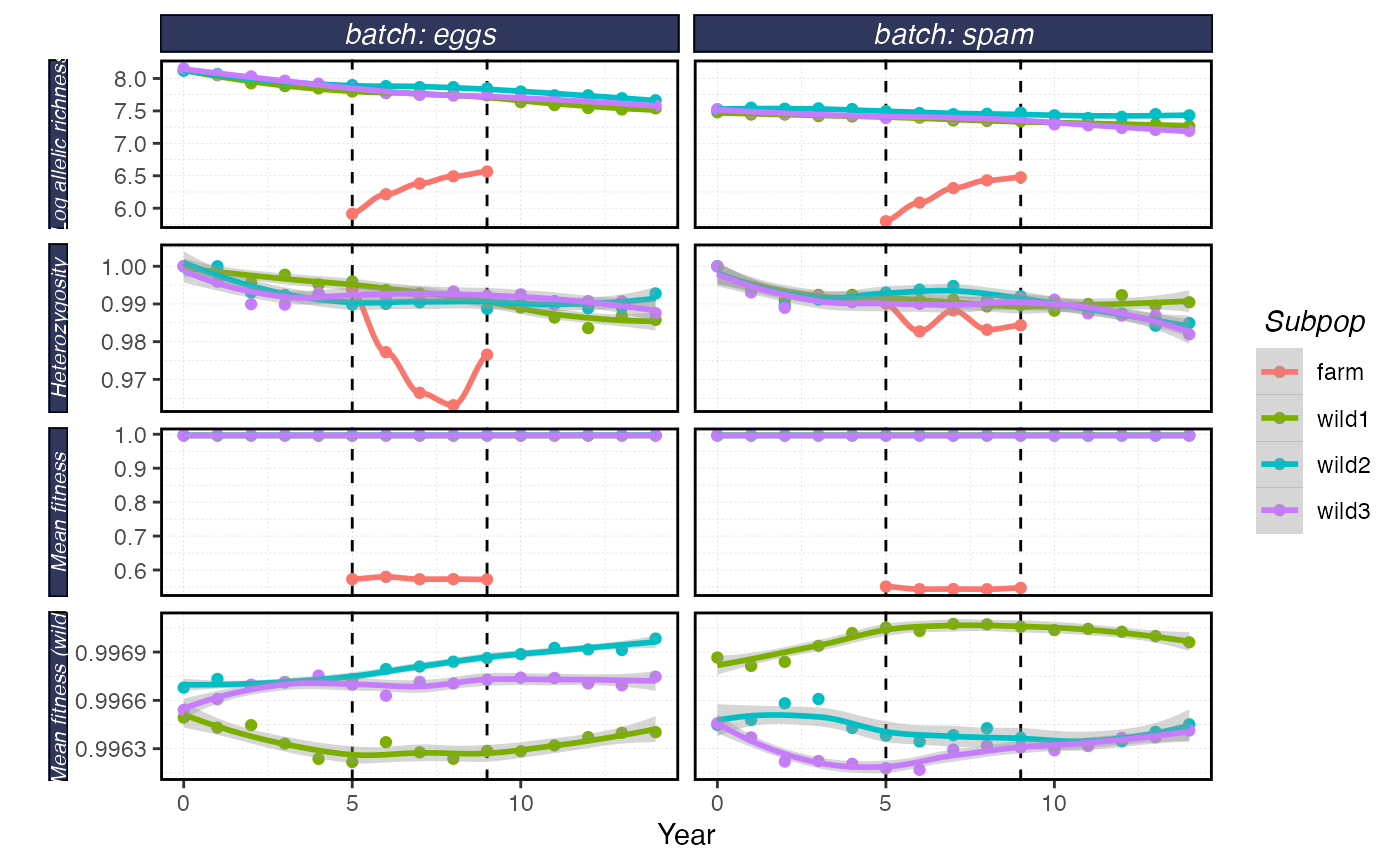 batch: eggs
batch: spam
Log allelic richness
8.0
7.5
7.0
6.5
6.0
Heterozygosity
1.00
0.99
0.98
0.97
Mean fitness
1.0
0.9
0.8
0.7
0.6
Mean fitness (wild
0.9969
0.9966
0.9963
0
5
10
0
5
10
Year
Subpop
farm
wild1
wild2
wild3